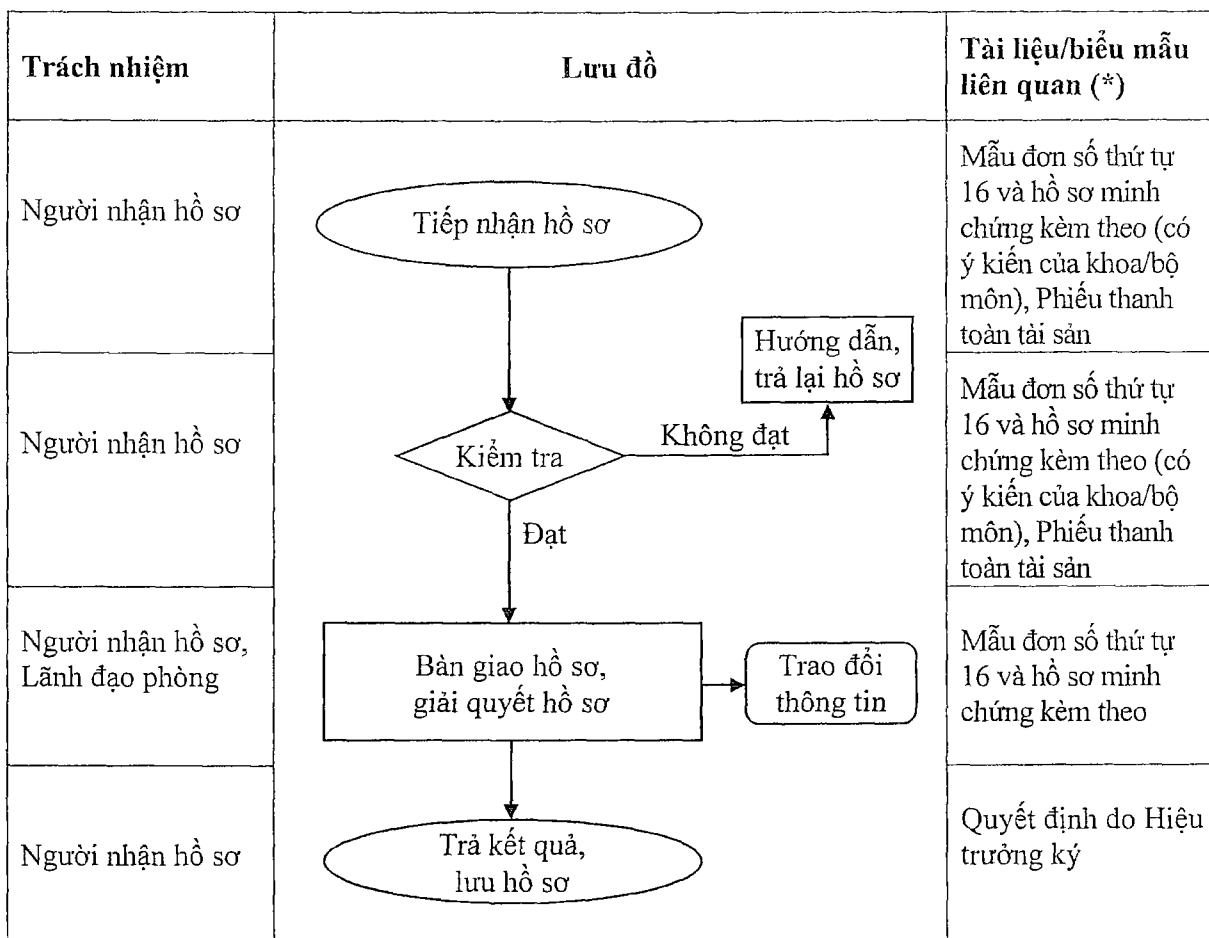 Trách nhiệm
Lưu đồ
Tài liệu/biểu mẫu
liên quan (*)
Người nhận hồ sơ
Tiếp nhận hồ sơ
Mẫu đơn số thứ tự
16 và hồ sơ minh
chứng kèm theo (có
ý kiến của khoa/bộ
môn), Phiếu thanh
toàn tài sản
Hướng dẫn,
trả lại hồ sơ
Người nhận hồ sơ
Kiểm tra
Không đạt
Đạt
Mẫu đơn số thứ tự
16 và hồ sơ minh
chứng kèm theo (có
ý kiến của khoa/bộ
môn), Phiếu thanh
toàn tài sản
Người nhận hồ sơ,
Lãnh đạo phòng
Bàn giao hồ sơ,
giải quyết hồ sơ
Trao đổi
thông tin
Mẫu đơn số thứ tự
16 và hồ sơ minh
chứng kèm theo
Người nhận hồ sơ
Trả kết quả,
lưu hồ sơ
Quyết định do Hiệu
trưởng ký